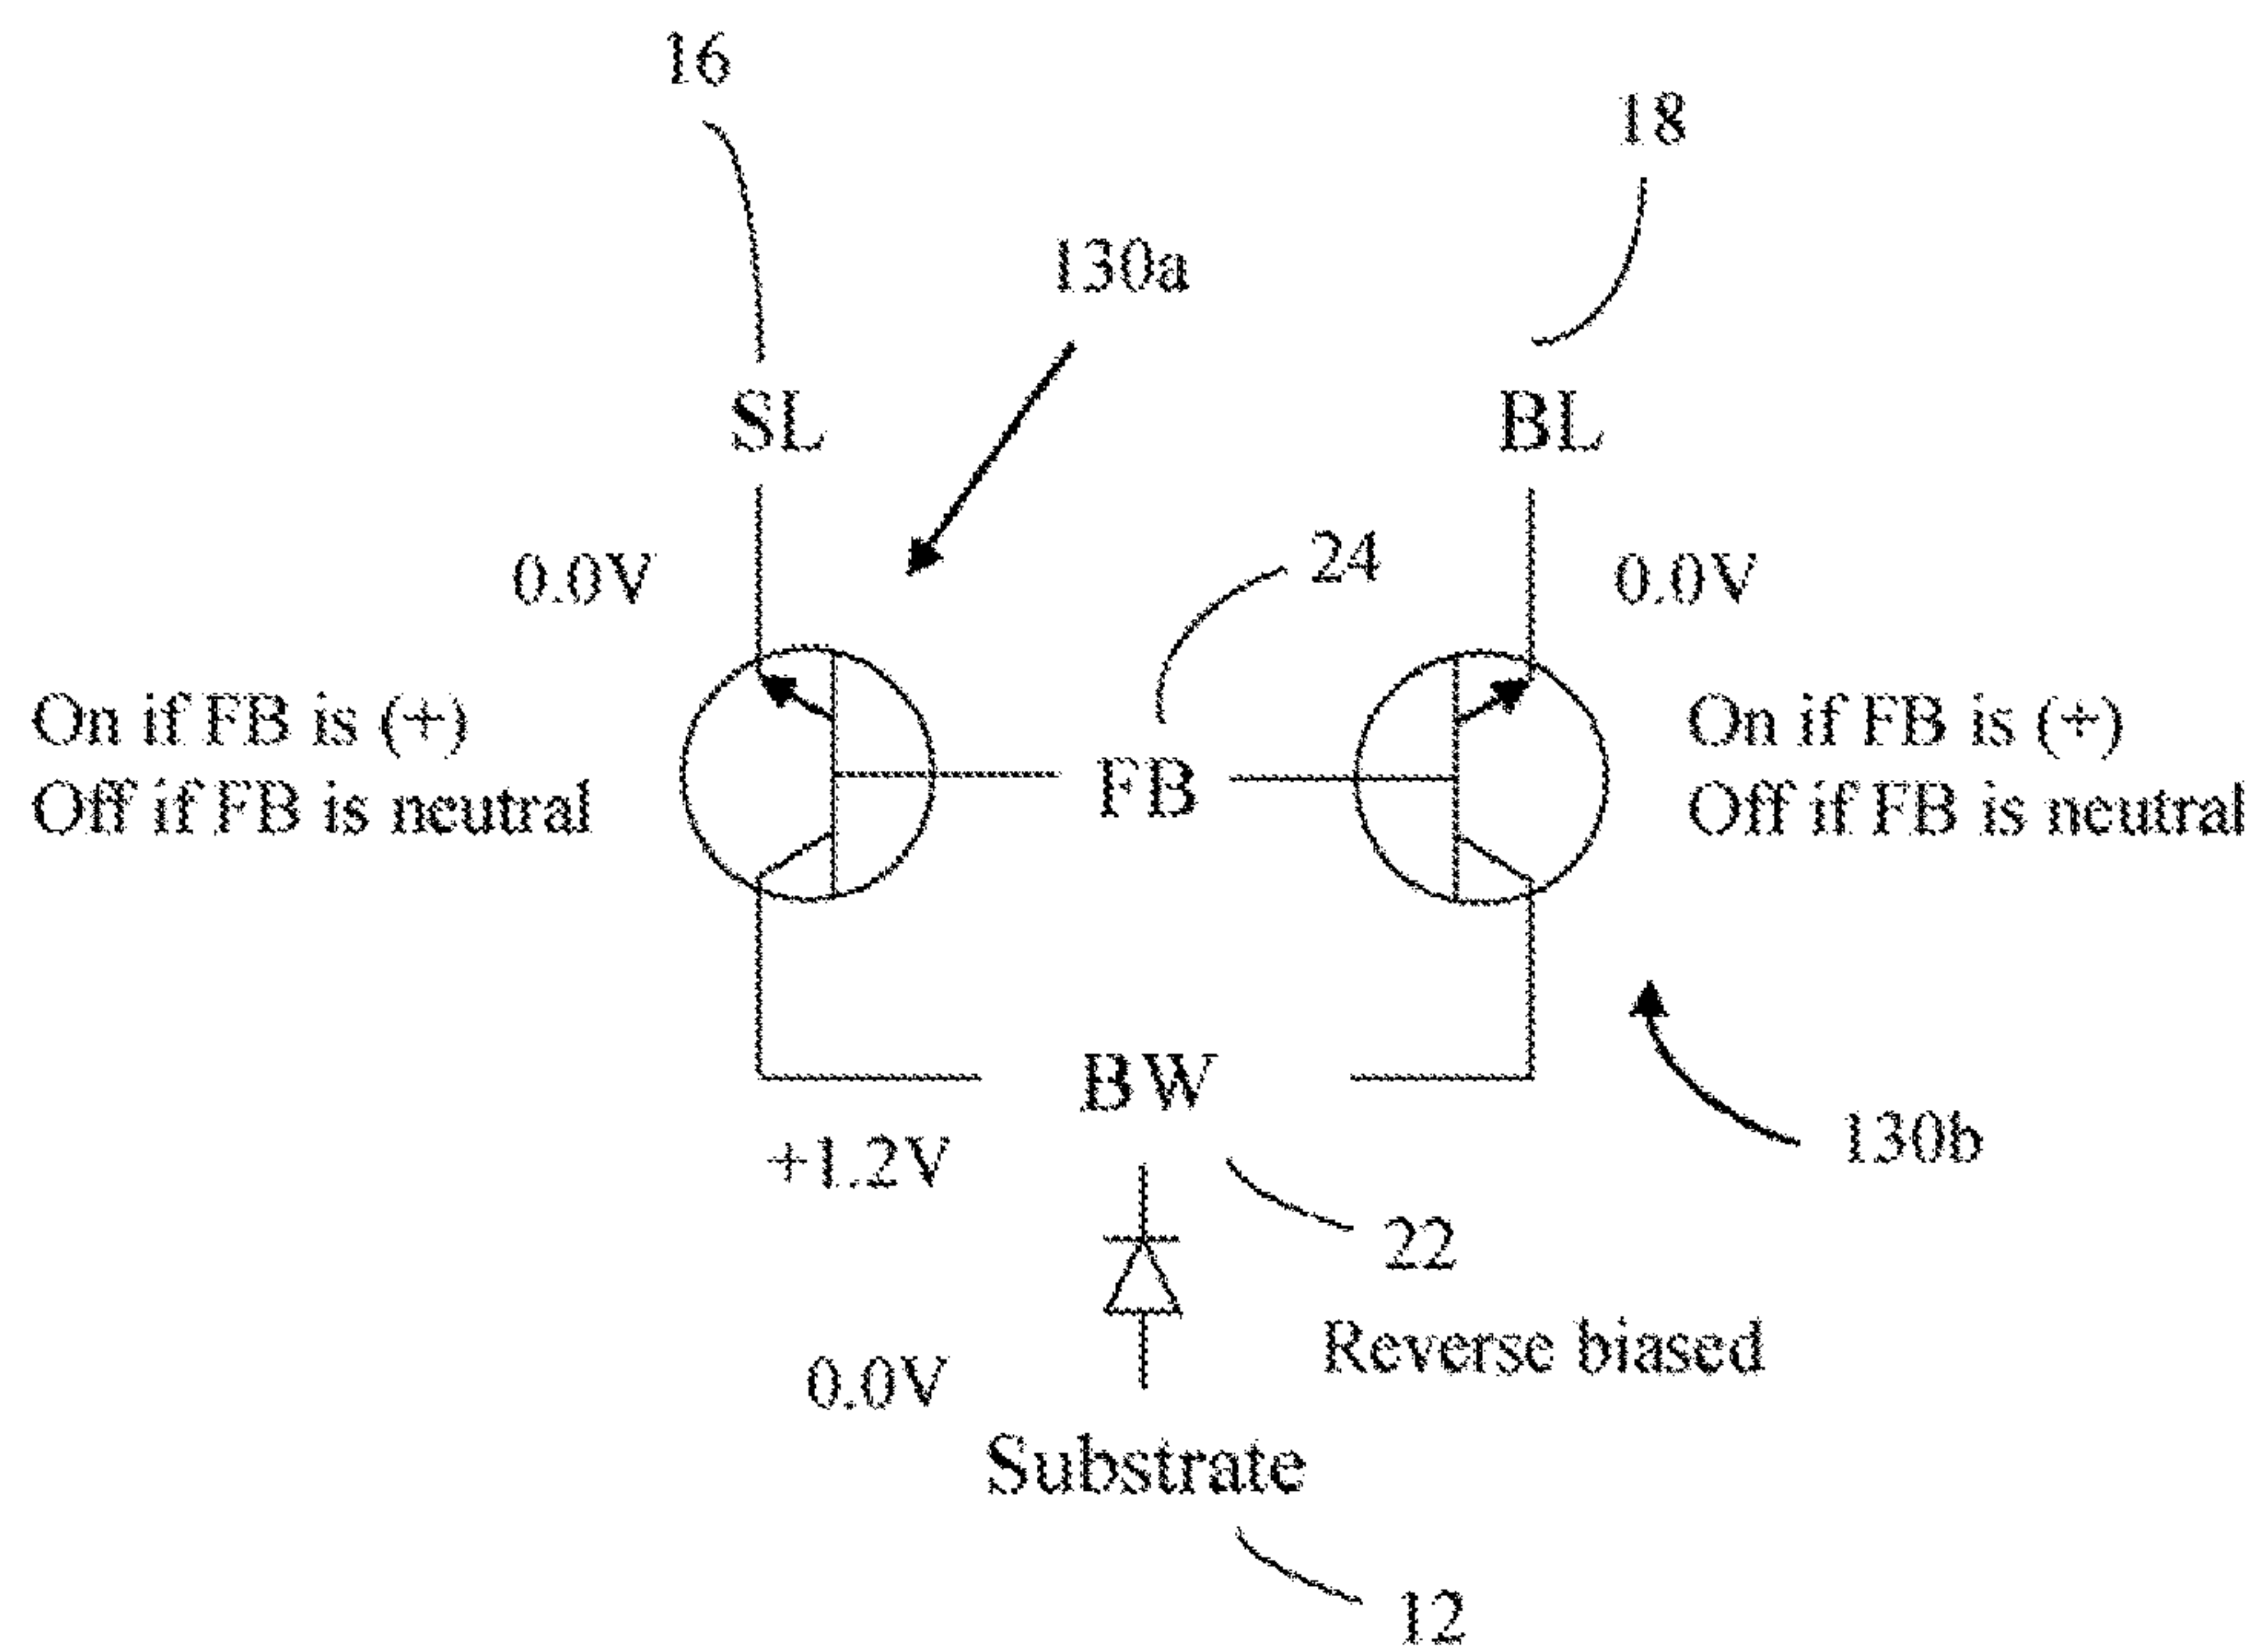 16
18
130a
SL
BL
0.0V
24
0.0V
On if FB is (+)
Off if FB is neutral
FB
On if FB is (+)
Off if FB is neutral
BW
+1.2V
130b
22
Reverse biased
0.0V
Substrate
12